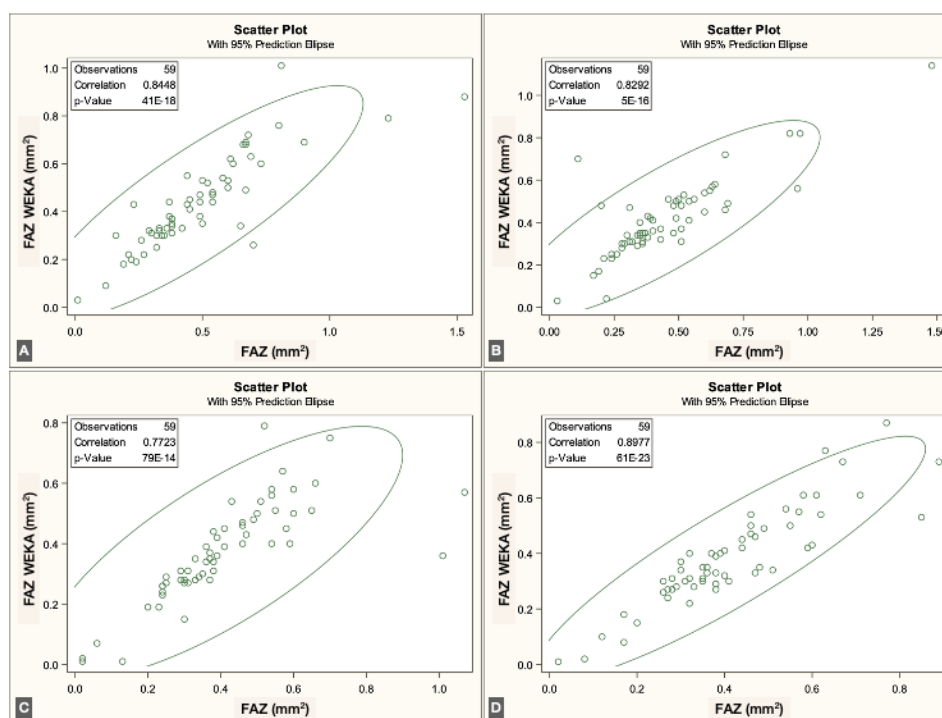 Scatter Plot
With 95% Prediction Ellipse
Observations 59
Correlation 0.8448
p-Value 41E-18
1.0
0.8
0.6
0.4
0.2
0.0
FAZ WEKA (mm²)
0.0 0.5 1.0 1.5
FAZ (mm²)
A
Scatter Plot
With 95% Prediction Ellipse
Observations 59
Correlation 0.8292
p-Value 5E-16
1.0
0.8
0.6
0.4
0.2
0.0
FAZ WEKA (mm²)
0.00 0.25 0.50 0.75 1.00 1.25 1.50
FAZ (mm²)
B
Scatter Plot
With 95% Prediction Ellipse
Observations 59
Correlation 0.7723
p-Value 79E-14
0.8
0.6
0.4
0.2
0.0
FAZ WEKA (mm²)
0.0 0.2 0.4 0.6 0.8 1.0
FAZ (mm²)
C
Scatter Plot
With 95% Prediction Ellipse
Observations 59
Correlation 0.8977
p-Value 61E-23
0.8
0.6
0.4
0.2
0.0
FAZ WEKA (mm²)
0.0 0.2 0.4 0.6 0.8
FAZ (mm²)
D